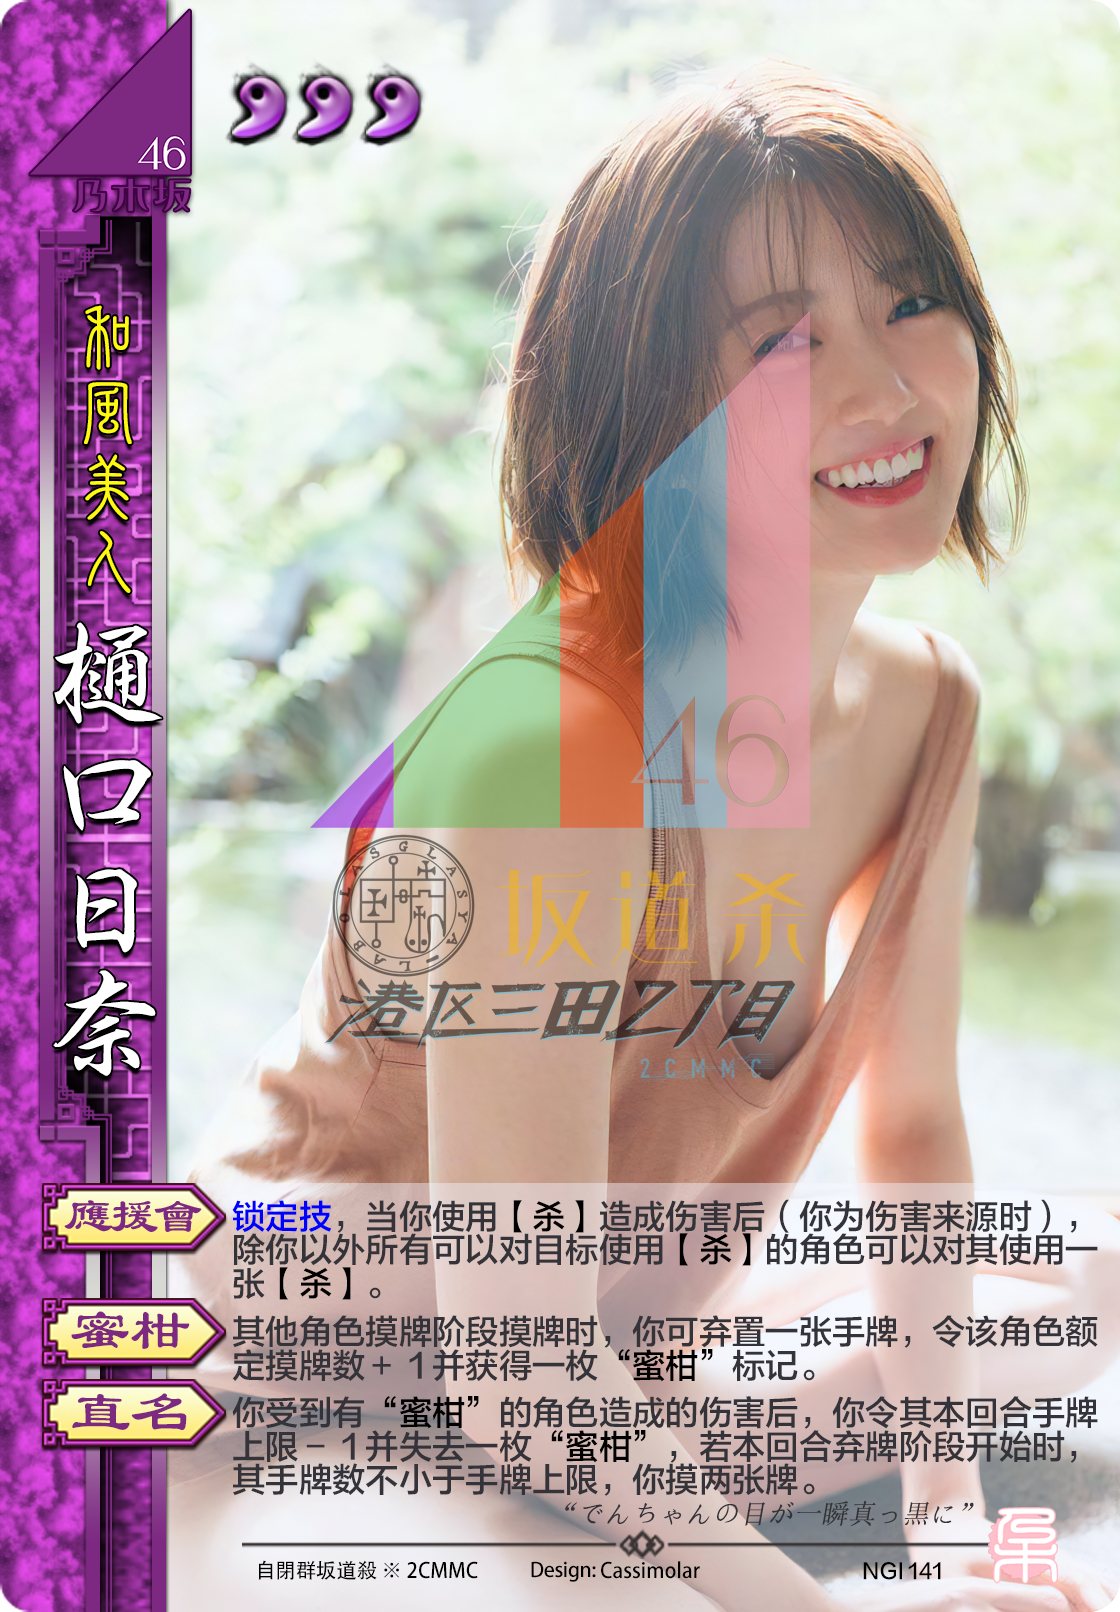 46
乃木坂
和風美人
樋口日奈
46
GLASYA-LABOLAS
坂道杀
港区三田2丁目
2CMMC
應援會
锁定技，当你使用【杀】造成伤害后（你为伤害来源时），
除你以外所有可以对目标使用【杀】的角色可以对其使用一
张【杀】。
蜜柑
其他角色摸牌阶段摸牌时，你可弃置一张手牌，令该角色额
定摸牌数＋1并获得一枚“蜜柑”标记。
真名
你受到有“蜜柑”的角色造成的伤害后，你令其本回合手牌
上限－1并失去一枚“蜜柑”，若本回合弃牌阶段开始时，
其手牌数不小于手牌上限，你摸两张牌。
“でんちゃんの目が一瞬真っ黒に”
自閉群坂道殺 ※ 2CMMC
Design: Cassimolar
NGI 141